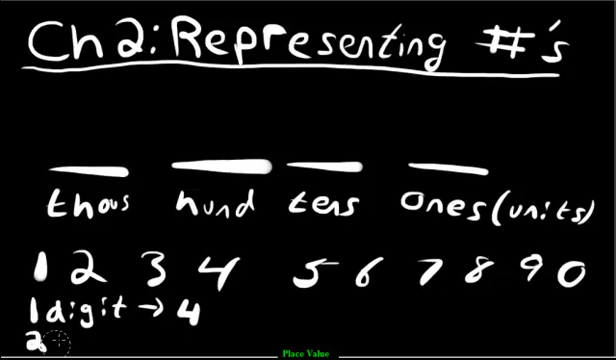 Ch2: Representing #'s
thous hund tens ones(units)
1 2 3 4 5 6 7 8 9 0
1 digit → 4
2
Place Value